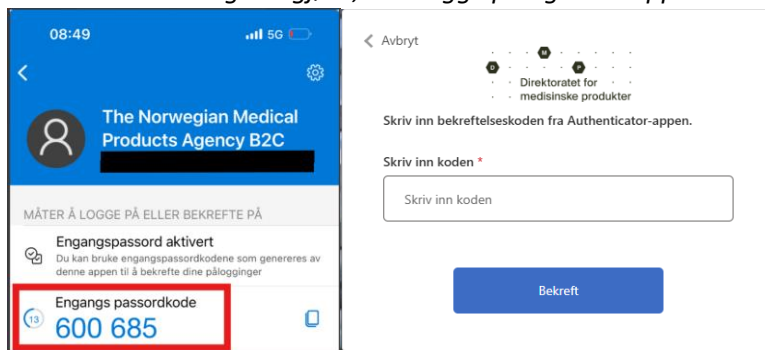 08:49
5G
The Norwegian Medical
Products Agency B2C
MÅTER Å LOGGE PÅ ELLER BEKREFTE PÅ
Engangspassord aktivert
Du kan bruke engangspassordkodene som genereres av
denne appen til å bekrefte dine pålogginger
Engangs passordkode
13
600 685
Avbryt
M
D
P
Direktoratet for
medisinske produkter
Skriv inn bekreftelseskoden fra Authenticator-appen.
Skriv inn koden *
Skriv inn koden
Bekreft